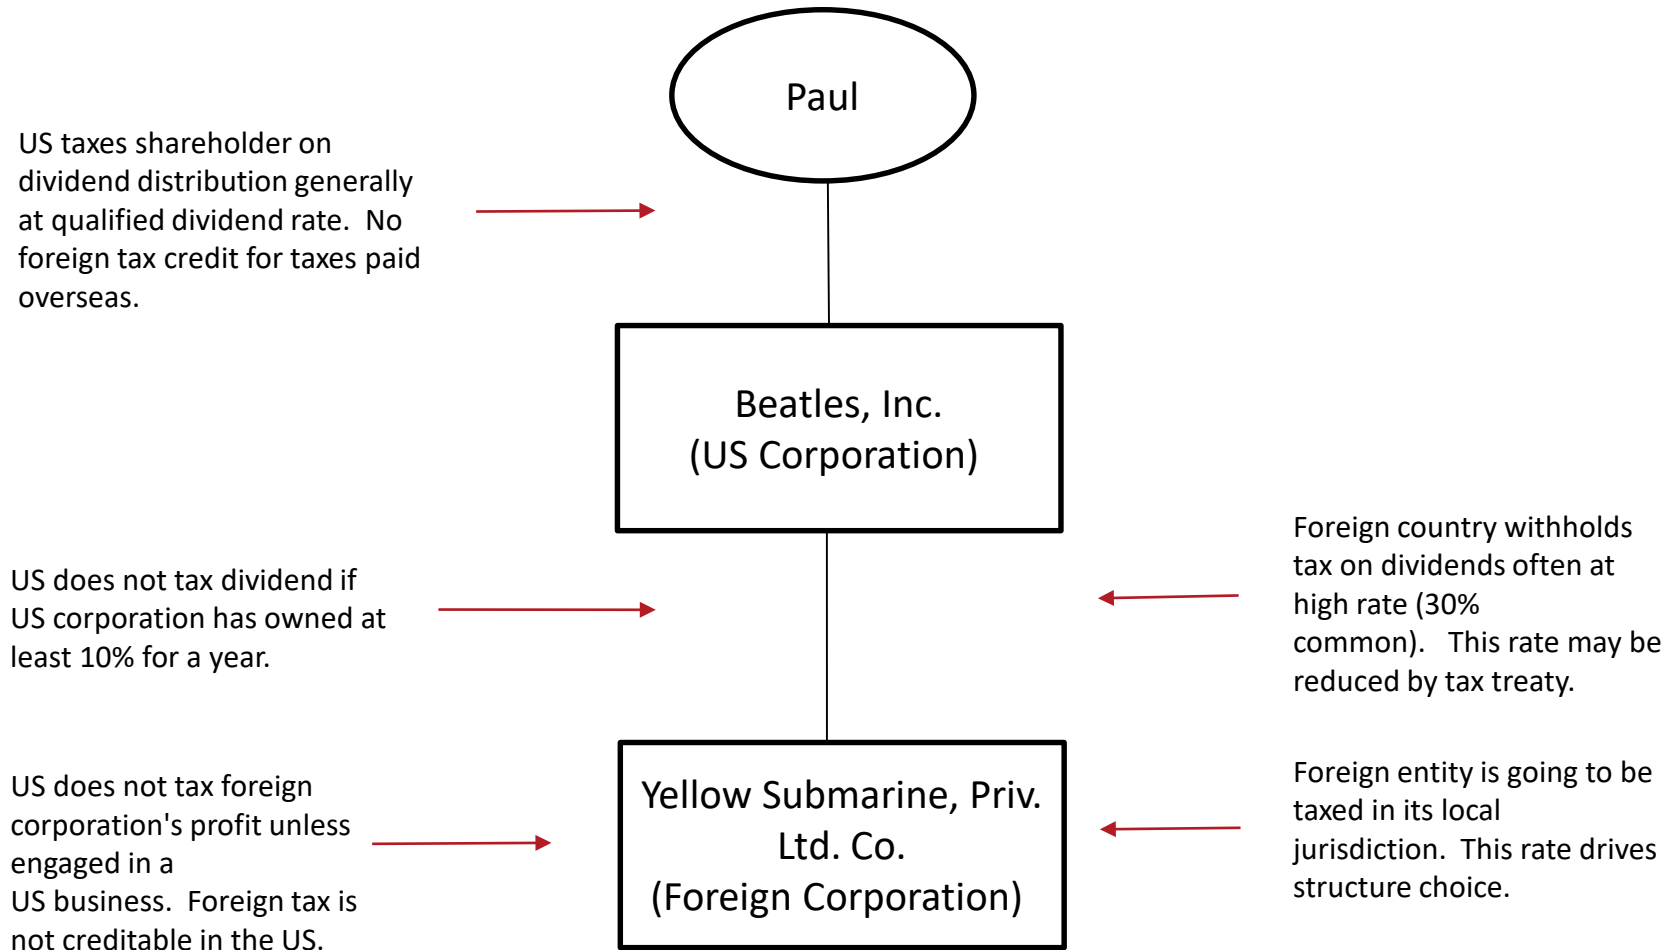 Paul
US taxes shareholder on
dividend distribution generally
at qualified dividend rate.  No
foreign tax credit for taxes paid
overseas.
Beatles, Inc.
(US Corporation)
US does not tax dividend if
US corporation has owned at
least 10% for a year.
Foreign country withholds
tax on dividends often at
high rate (30%
common).   This rate may be
reduced by tax treaty.
US does not tax foreign
corporation's profit unless
engaged in a
US business.  Foreign tax is
not creditable in the US.
Yellow Submarine, Priv.
Ltd. Co.
(Foreign Corporation)
Foreign entity is going to be
taxed in its local
jurisdiction.  This rate drives
structure choice.